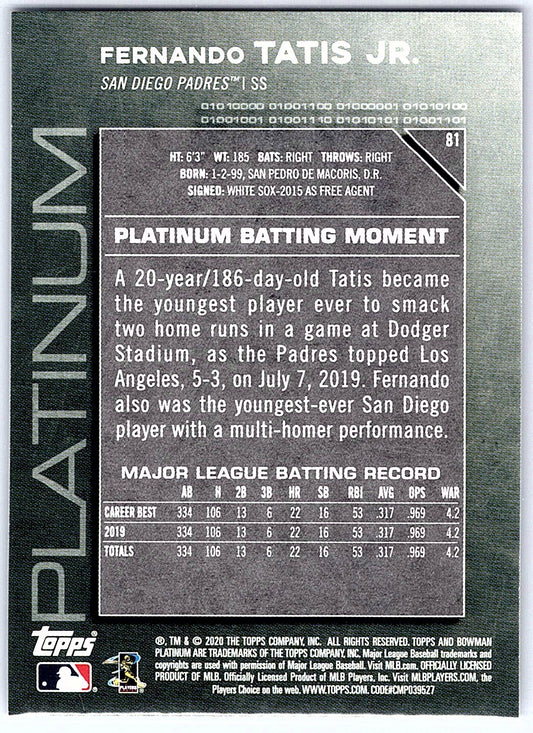 FERNANDO TATIS JR.
SAN DIEGO PADRES™ | SS
01010000 01001100 01000001 01010100
01001001 01001110 01010101 01001101
81
HT: 6'3" WT: 185 BATS: RIGHT THROWS: RIGHT
BORN: 1-2-99, SAN PEDRO DE MACORIS, D.R.
SIGNED: WHITE SOX-2015 AS FREE AGENT
PLATINUM
PLATINUM BATTING MOMENT
A 20-year/186-day-old Tatis became
the youngest player ever to smack
two home runs in a game at Dodger
Stadium, as the Padres topped Los
Angeles, 5-3, on July 7, 2019. Fernando
also was the youngest-ever San Diego
player with a multi-homer performance.
MAJOR LEAGUE BATTING RECORD
AB H 2B 3B HR SB RBI AVG OPS WAR
CAREER BEST 334 106 13 6 22 16 53 .317 .969 4.2
2019 334 106 13 6 22 16 53 .317 .969 4.2
TOTALS 334 106 13 6 22 16 53 .317 .969 4.2
Topps
®, TM & © 2020 THE TOPPS COMPANY, INC. ALL RIGHTS RESERVED. TOPPS AND BOWMAN
PLATINUM ARE TRADEMARKS OF THE TOPPS COMPANY, INC. Major League Baseball trademarks and
copyrights are used with permission of Major League Baseball. Visit MLB.com. OFFICIALLY LICENSED
PRODUCT OF MLB. Officially Licensed Product of MLB Players, Inc. Visit MLBPLAYERS.COM, the
Players Choice on the web. WWW.TOPPS.COM. CODE#CMP039527
PLAYERS